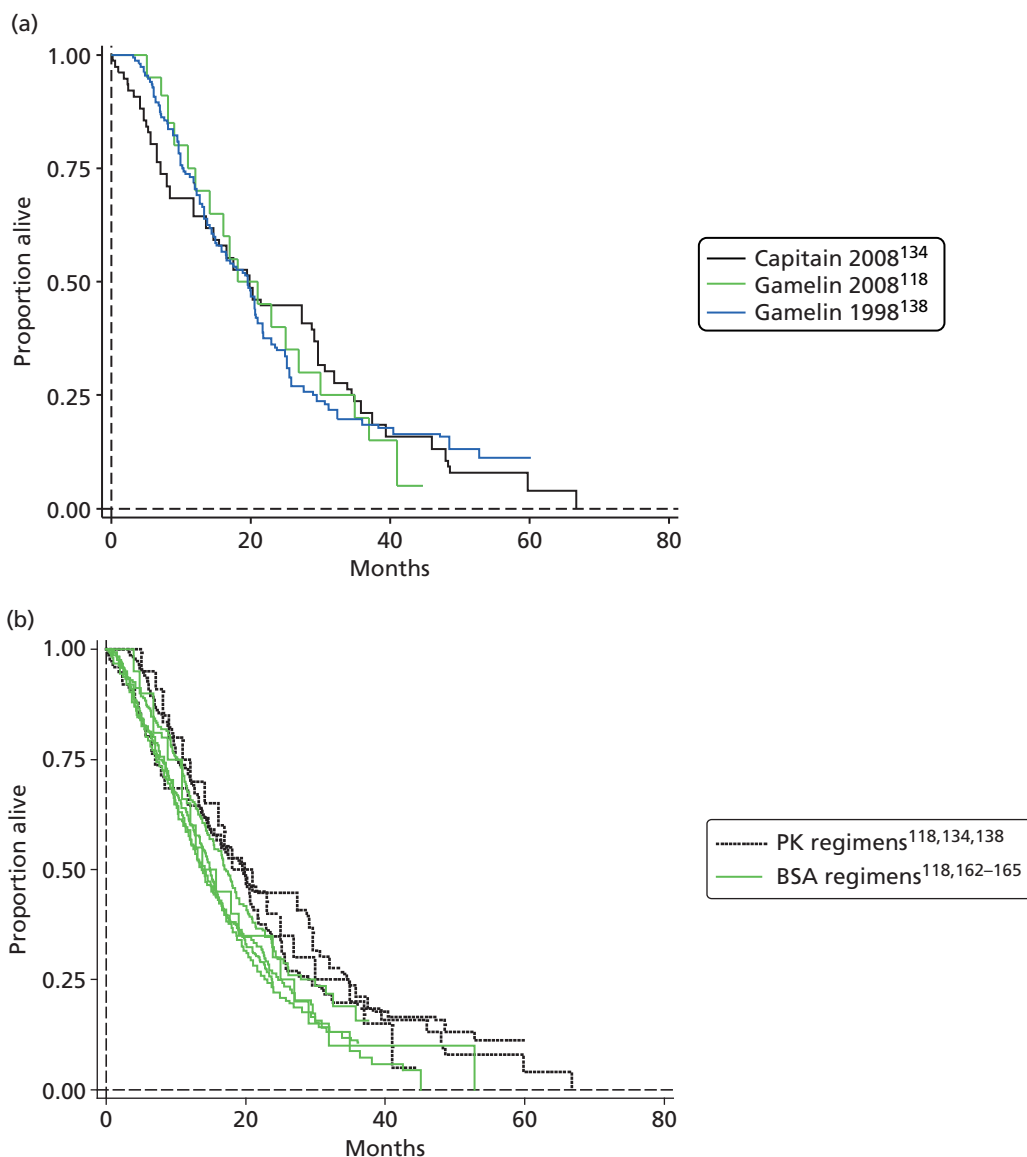 (a)
1.00
0.75
0.50
0.25
0.00
Proportion alive
0 20 40 60 80
Months
Capitain 2008134
Gamelin 2008118
Gamelin 1998138
(b)
1.00
0.75
0.50
0.25
0.00
Proportion alive
0 20 40 60 80
Months
PK regimens118,134,138
BSA regimens118,162–165